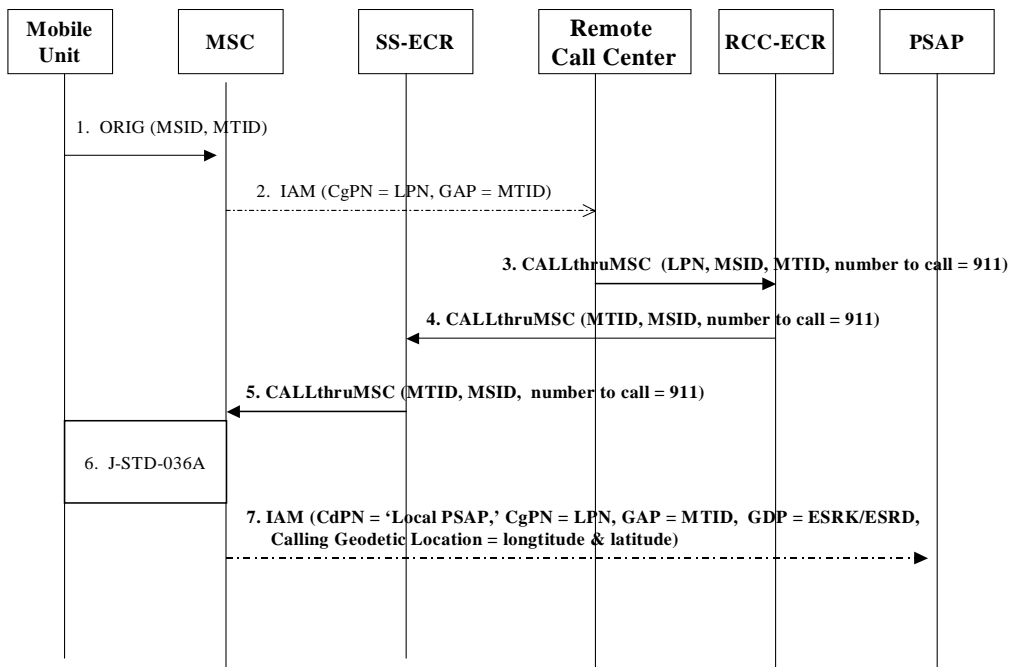 Mobile
Unit
MSC
SS-ECR
Remote
Call Center
RCC-ECR
PSAP
1. ORIG (MSID, MTID)
2. IAM (CgPN = LPN, GAP = MTID)
3. CALLthruMSC (LPN, MSID, MTID, number to call = 911)
4. CALLthruMSC (MTID, MSID, number to call = 911)
5. CALLthruMSC (MTID, MSID, number to call = 911)
6. J-STD-036A
7. IAM (CdPN = ‘Local PSAP,’ CgPN = LPN, GAP = MTID, GDP = ESRK/ESRD,
Calling Geodetic Location = longtitude & latitude)